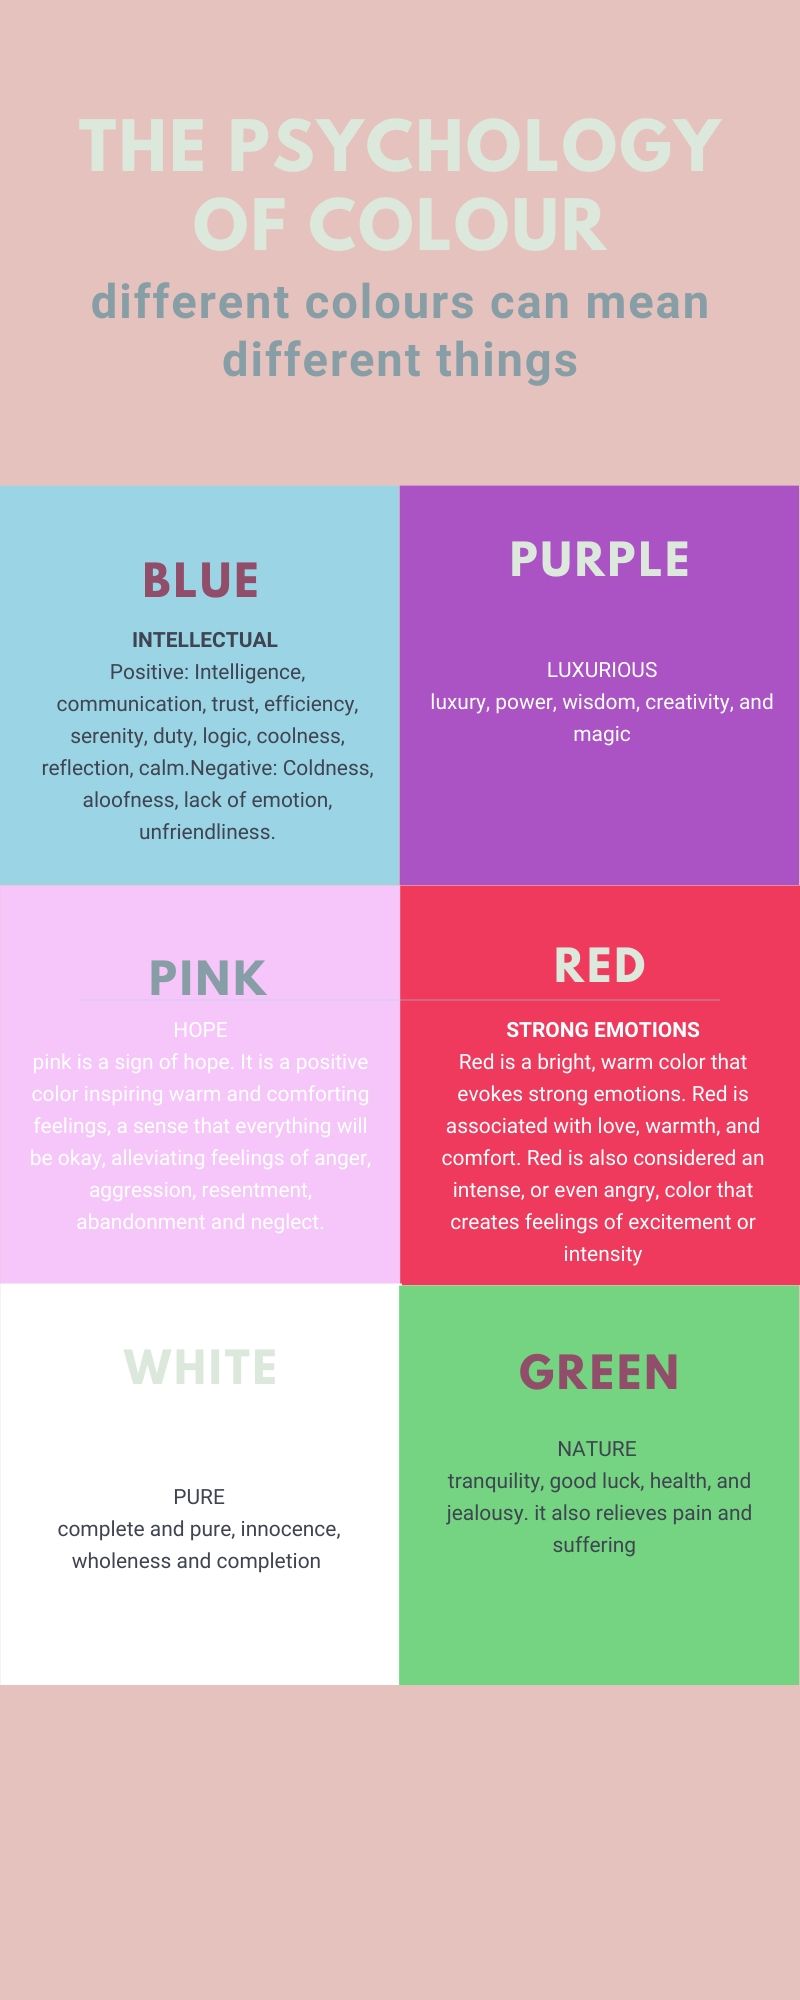 THE PSYCHOLOGY
OF COLOUR
different colours can mean
different things
BLUE
INTELLECTUAL
Positive: Intelligence,
communication, trust, efficiency,
serenity, duty, logic, coolness,
reflection, calm.Negative: Coldness,
aloofness, lack of emotion,
unfriendliness.
PURPLE
LUXURIOUS
luxury, power, wisdom, creativity, and
magic
PINK
HOPE
pink is a sign of hope. It is a positive
color inspiring warm and comforting
feelings, a sense that everything will
be okay, alleviating feelings of anger,
aggression, resentment,
abandonment and neglect.
RED
STRONG EMOTIONS
Red is a bright, warm color that
evokes strong emotions. Red is
associated with love, warmth, and
comfort. Red is also considered an
intense, or even angry, color that
creates feelings of excitement or
intensity
WHITE
PURE
complete and pure, innocence,
wholeness and completion
GREEN
NATURE
tranquility, good luck, health, and
jealousy. it also relieves pain and
suffering